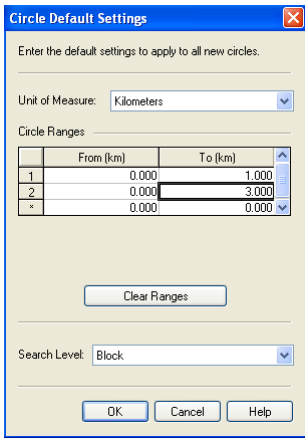 Circle Default Settings
Enter the default settings to apply to all new circles.
Unit of Measure: Kilometers
Circle Ranges
From (km) To (km)
1 0.000 1.000
2 0.000 3.000
* 0.000 0.000
Clear Ranges
Search Level: Block
OK Cancel Help